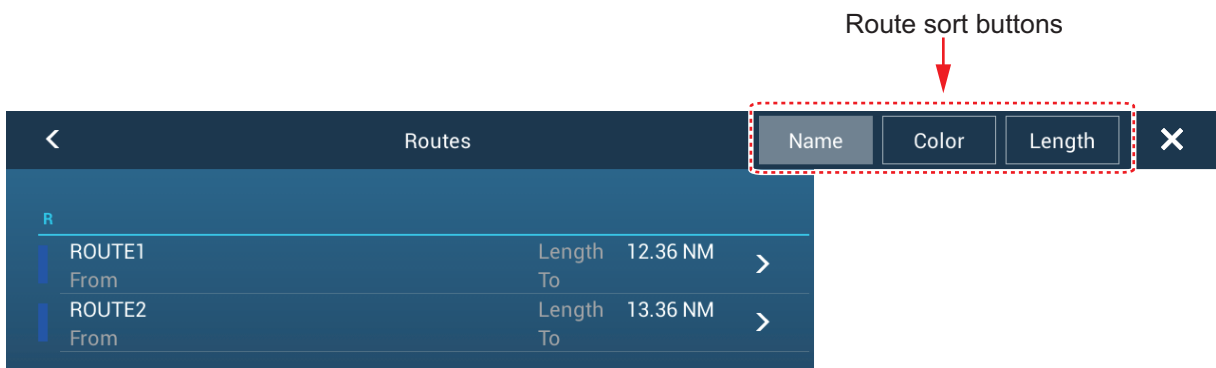 Route sort buttons
Routes Name Color Length
R
ROUTE1 Length 12.36 NM
From To
ROUTE2 Length 13.36 NM
From To